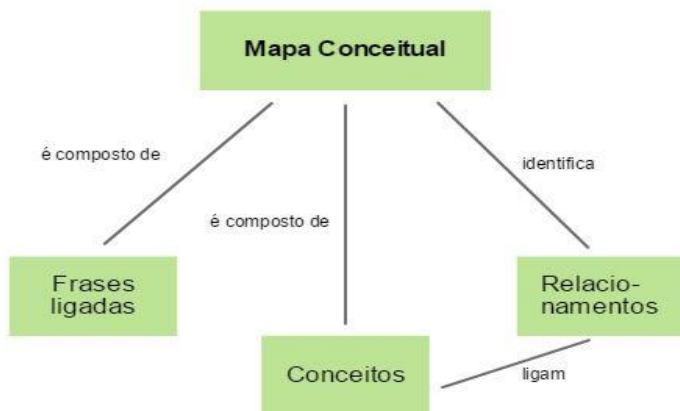 Mapa Conceitual
é composto de
identifica
é composto de
Frases
ligadas
Relacio-
namentos
Conceitos
ligam